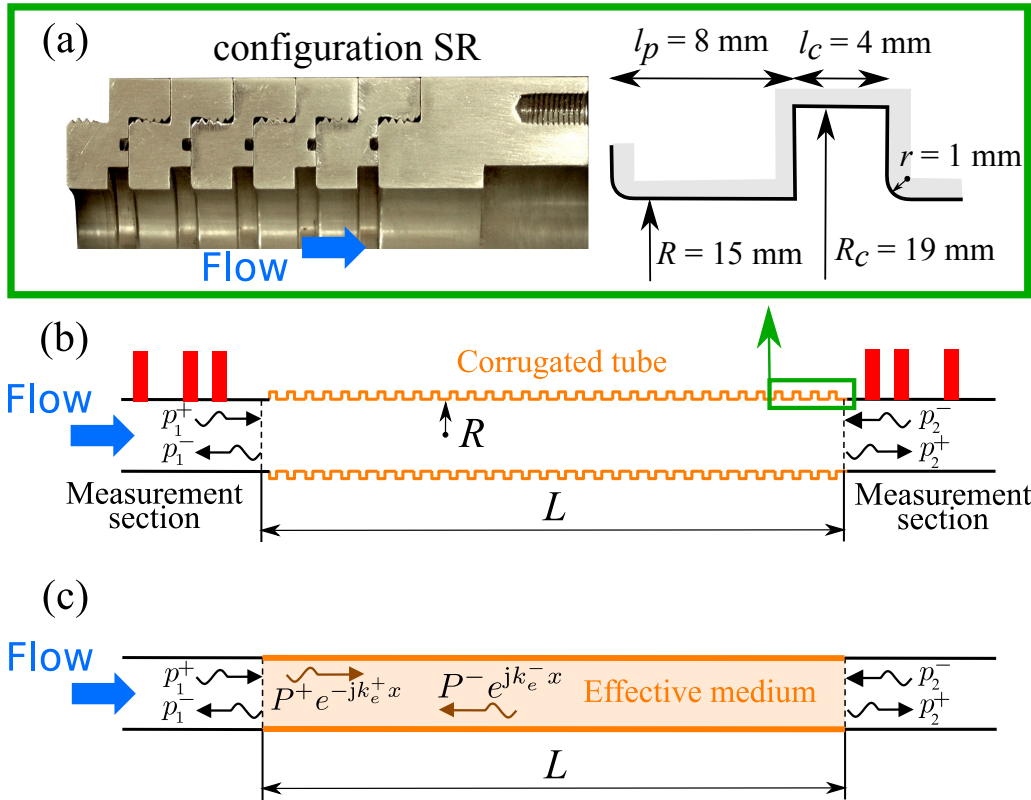 (a)
configuration SR
Flow
l_p = 8 mm
l_c = 4 mm
r = 1 mm
R = 15 mm
R_c = 19 mm
(b)
Corrugated tube
Flow
p_1^+
p_1^-
R
p_2^-
p_2^+
Measurement
section
L
Measurement
section
(c)
Flow
p_1^+
p_1^-
P^+ e^{-jk_e^+ x}
P^- e^{jk_e^- x}
Effective medium
p_2^-
p_2^+
L